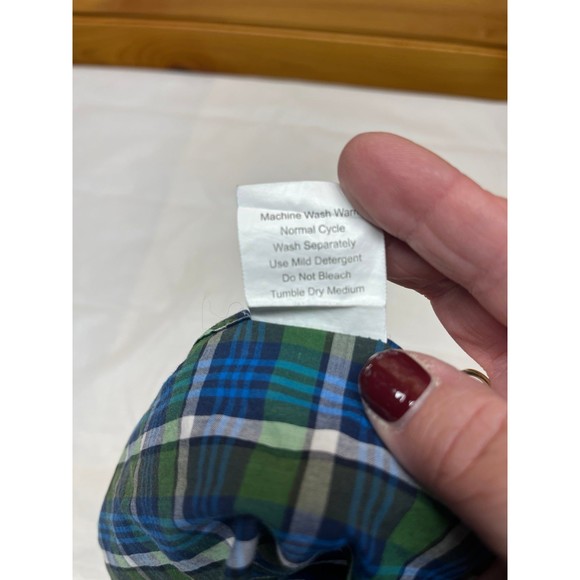 Machine Wash Warm
Normal Cycle
Wash Separately
Use Mild Detergent
Do Not Bleach
Tumble Dry Medium